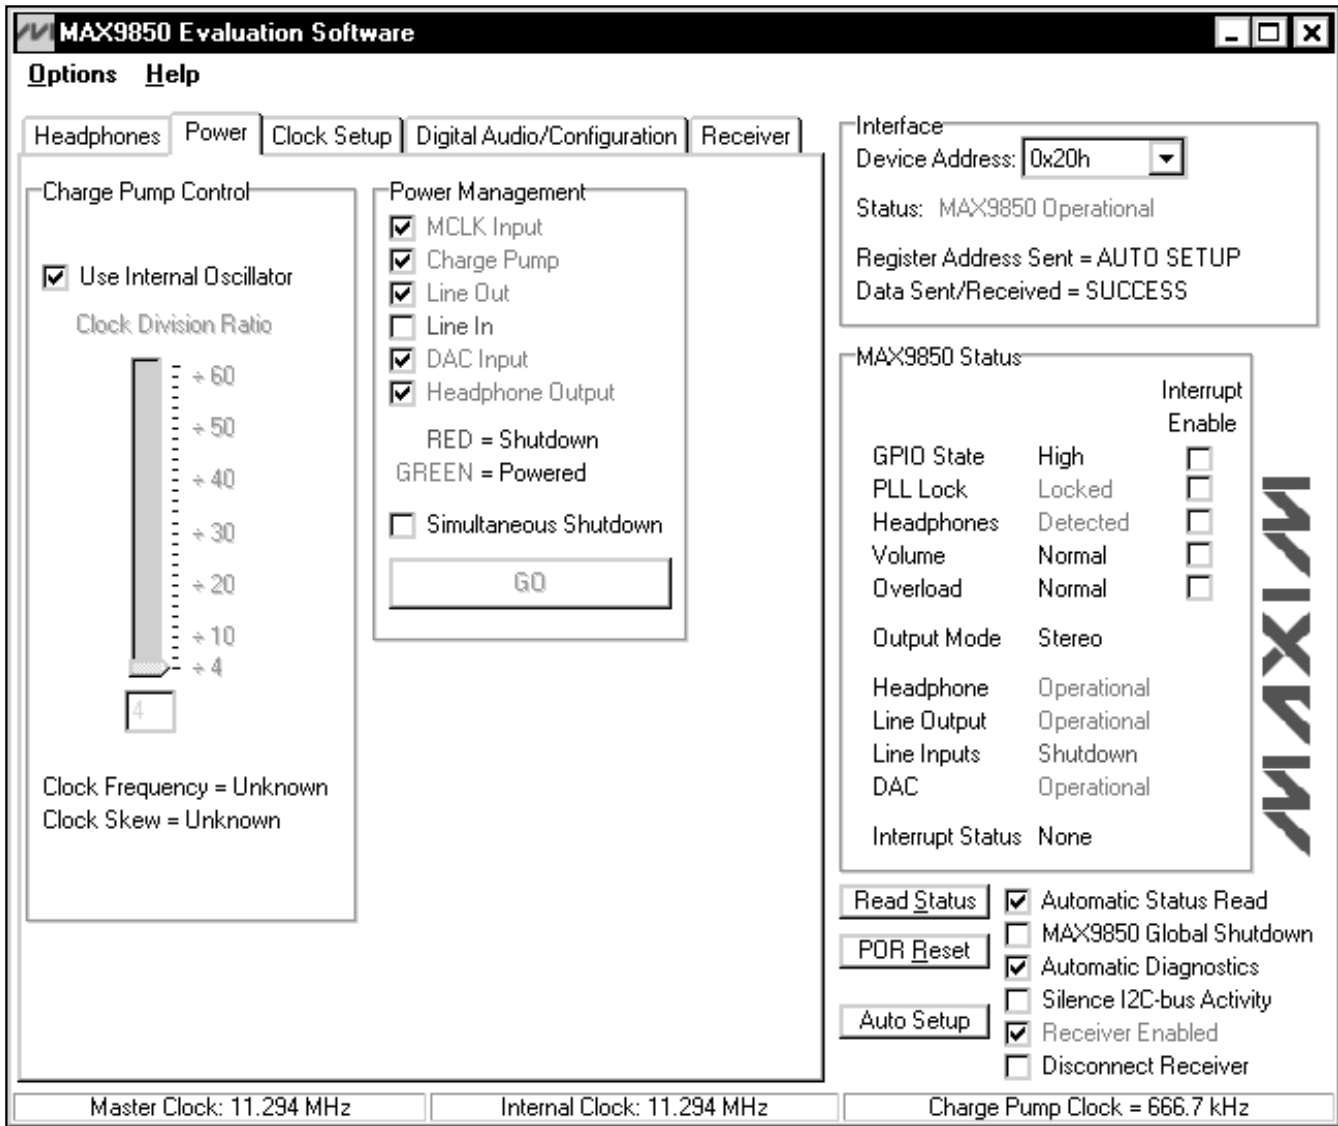 MAX9850 Evaluation Software
Options Help
Headphones Power Clock Setup Digital Audio/Configuration Receiver
Charge Pump Control
Use Internal Oscillator
Clock Division Ratio
÷ 60
÷ 50
÷ 40
÷ 30
÷ 20
÷ 10
÷ 4
4
Clock Frequency = Unknown
Clock Skew = Unknown
Power Management
MCLK Input
Charge Pump
Line Out
Line In
DAC Input
Headphone Output
RED = Shutdown
GREEN = Powered
Simultaneous Shutdown
GO
Interface
Device Address: 0x20h
Status: MAX9850 Operational
Register Address Sent = AUTO SETUP
Data Sent/Received = SUCCESS
MAX9850 Status
Interrupt
Enable
GPIO State High
PLL Lock Locked
Headphones Detected
Volume Normal
Overload Normal
Output Mode Stereo
Headphone Operational
Line Output Operational
Line Inputs Shutdown
DAC Operational
Interrupt Status None
MAXIM
Read Status Automatic Status Read
MAX9850 Global Shutdown
POR Reset
Automatic Diagnostics
Silence I2C-bus Activity
Auto Setup
Receiver Enabled
Disconnect Receiver
Master Clock: 11.294 MHz Internal Clock: 11.294 MHz Charge Pump Clock = 666.7 kHz